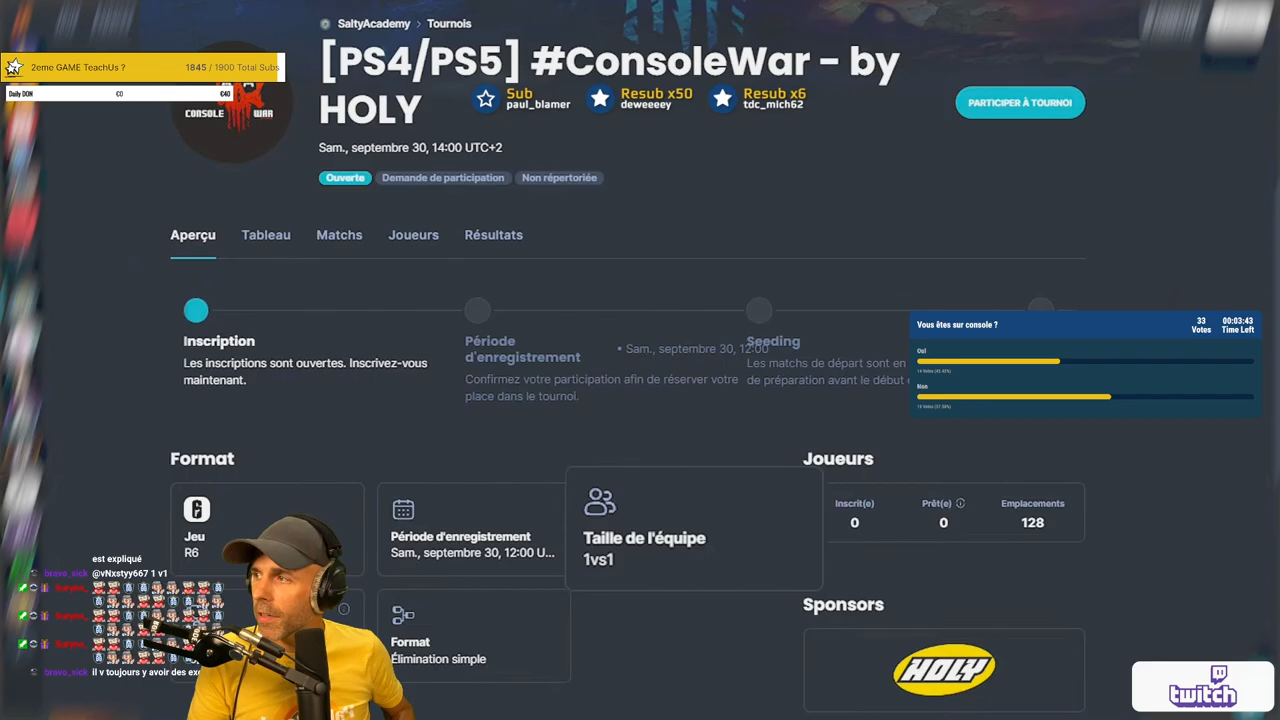 SaltyAcademy > Tournois
[PS4/PS5] #ConsoleWar - by
HOLY
2eme GAME TeachUs ? 1845 / 1900 Total Subs
Daily DON €0 €40
CONSOLE WAR
Sub
paul_blamer
Resub x50
deweeeey
Resub x6
tdc_mlch62
PARTICIPER À TOURNOI
Sam., septembre 30, 14:00 UTC+2
Ouverte Demande de participation Non répertoriée
Aperçu Tableau Matchs Joueurs Résultats
Inscription
Les inscriptions sont ouvertes. Inscrivez-vous
maintenant.
Période
d'enregistrement
• Sam., septembre 30, 12:00
Confirmez votre participation afin de réserver votre
place dans le tournoi.
Seeding
Les matchs de départ sont en
de préparation avant le début
Vous êtes sur console ?
33
Votes
00:03:43
Time Left
Oui
Non
Format
Jeu
R6
Période d'enregistrement
Sam., septembre 30, 12:00 U...
Taille de l'équipe
1vs1
Format
Élimination simple
Joueurs
Inscrit(e) Prêt(e) Emplacements
0 0 128
Sponsors
HOLY
est expliqué
bravo_sick @vNxstyy667 1 v1
bravo_sick il v toujours y avoir des
twitch